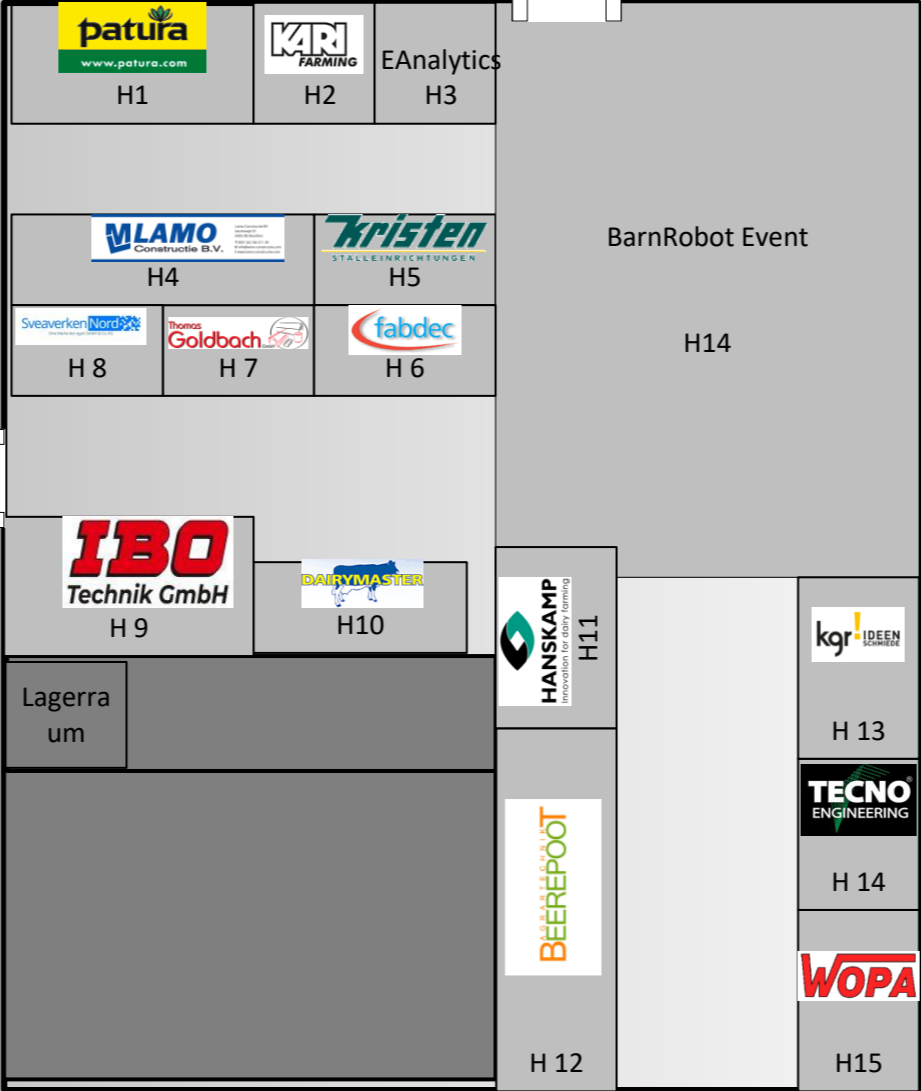 patura
www.patura.com
H1
KARI
FARMING
H2
EAnalytics
H3
BarnRobot Event
H14
LAMO
Constructie B.V.
H4
kristen
STALLEINRICHTUNGEN
H5
Sveaverken Nord
H 8
Thomas
Goldbach
H 7
fabdec
H 6
IBO
Technik GmbH
H 9
DAIRYMASTER
H10
HANSKAMP
Innovation for dairy farming
H11
kgr! IDEEN
SCHMIEDE
H 13
Lagerra
um
TECNO®
ENGINEERING
H 14
AGRARTECHNIK
BEEREPOOT
H 12
WOPA
H15